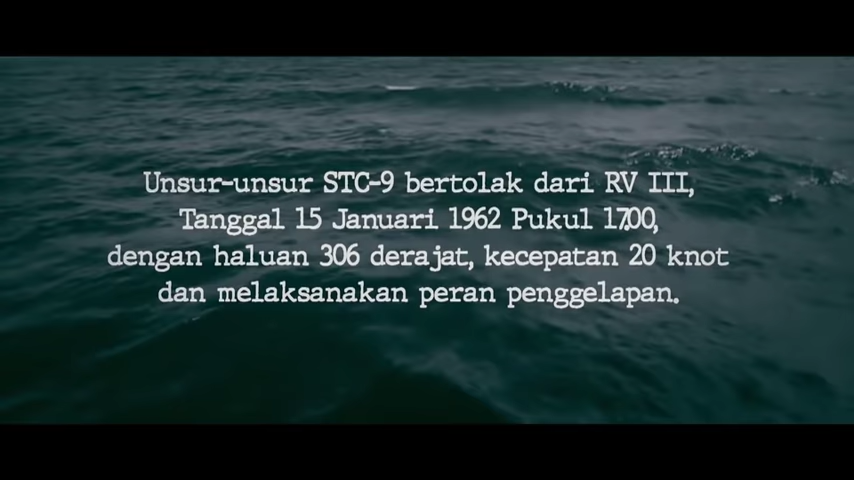 Unsur-unsur STC-9 bertolak dari RV III,
Tanggal 15 Januari 1962 Pukul 17.00,
dengan haluan 306 derajat, kecepatan 20 knot
dan melaksanakan peran penggelapan.